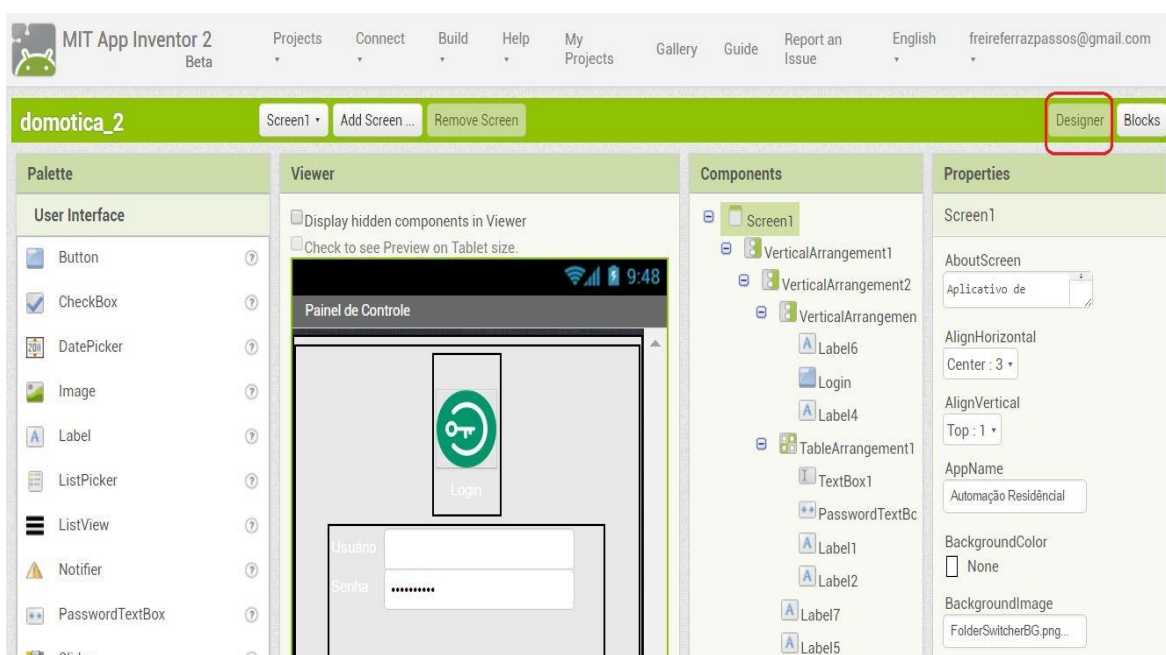 MIT App Inventor 2
Beta
Projects
Connect
Build
Help
My Projects
Gallery
Guide
Report an Issue
English
freireferrazpassos@gmail.com
domotica_2
Screen1
Add Screen ...
Remove Screen
Designer
Blocks
Palette
User Interface
Button
CheckBox
DatePicker
Image
Label
ListPicker
ListView
Notifier
PasswordTextBox
Viewer
Display hidden components in Viewer
Check to see Preview on Tablet size.
9:48
Painel de Controle
Login
Usuário
Senha
Components
Screen1
VerticalArrangement1
VerticalArrangement2
VerticalArrangemen
Label6
Login
Label4
TableArrangement1
TextBox1
PasswordTextBo
Label1
Label2
Label7
Label5
Properties
Screen1
AboutScreen
Aplicativo de
AlignHorizontal
Center : 3
AlignVertical
Top : 1
AppName
Automação Residêncial
BackgroundColor
None
BackgroundImage
FolderSwitcherBG.png...